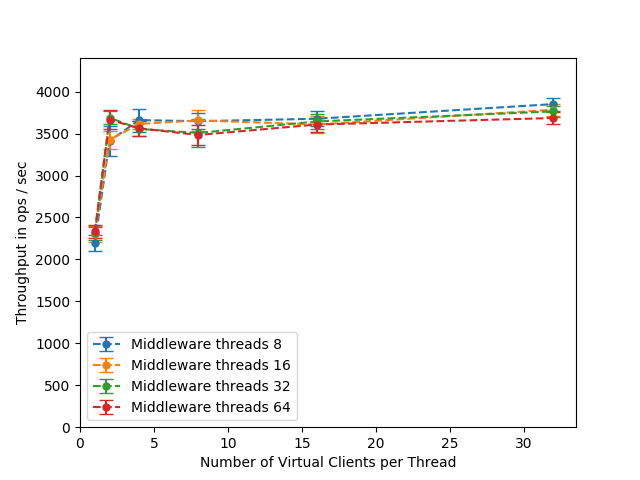 4000
3500
3000
2500
2000
1500
1000
500
0
Throughput in ops / sec
Middleware threads 8
Middleware threads 16
Middleware threads 32
Middleware threads 64
0 5 10 15 20 25 30
Number of Virtual Clients per Thread